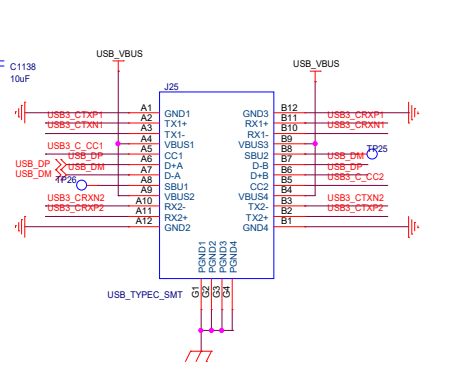 C1138
10uF
USB_VBUS
USB_VBUS
J25
USB3_CTXP1 A1 GND1 GND3 B12 USB3_CRXP1
USB3_CTXN1 A2 TX1+ RX1+ B11 USB3_CRXN1
A3 TX1- RX1- B10
A4 VBUS1 VBUS3 B9
USB3_C_CC1 A5 CC1 SBU2 B8 TP25
USB_DP USB_DP A6 D+A D-B B7 USB_DM
USB_DM USB_DM A7 D-A D+B B6 USB_DP
TP26 A8 SBU1 CC2 B5 USB3_C_CC2
A9 VBUS2 VBUS4 B4
USB3_CRXN2 A10 RX2- TX2- B3 USB3_CTXN2
USB3_CRXP2 A11 RX2+ TX2+ B2 USB3_CTXP2
A12 GND2 GND4 B1
PGND1 PGND2 PGND3 PGND4
G1 G2 G3 G4
USB_TYPEC_SMT